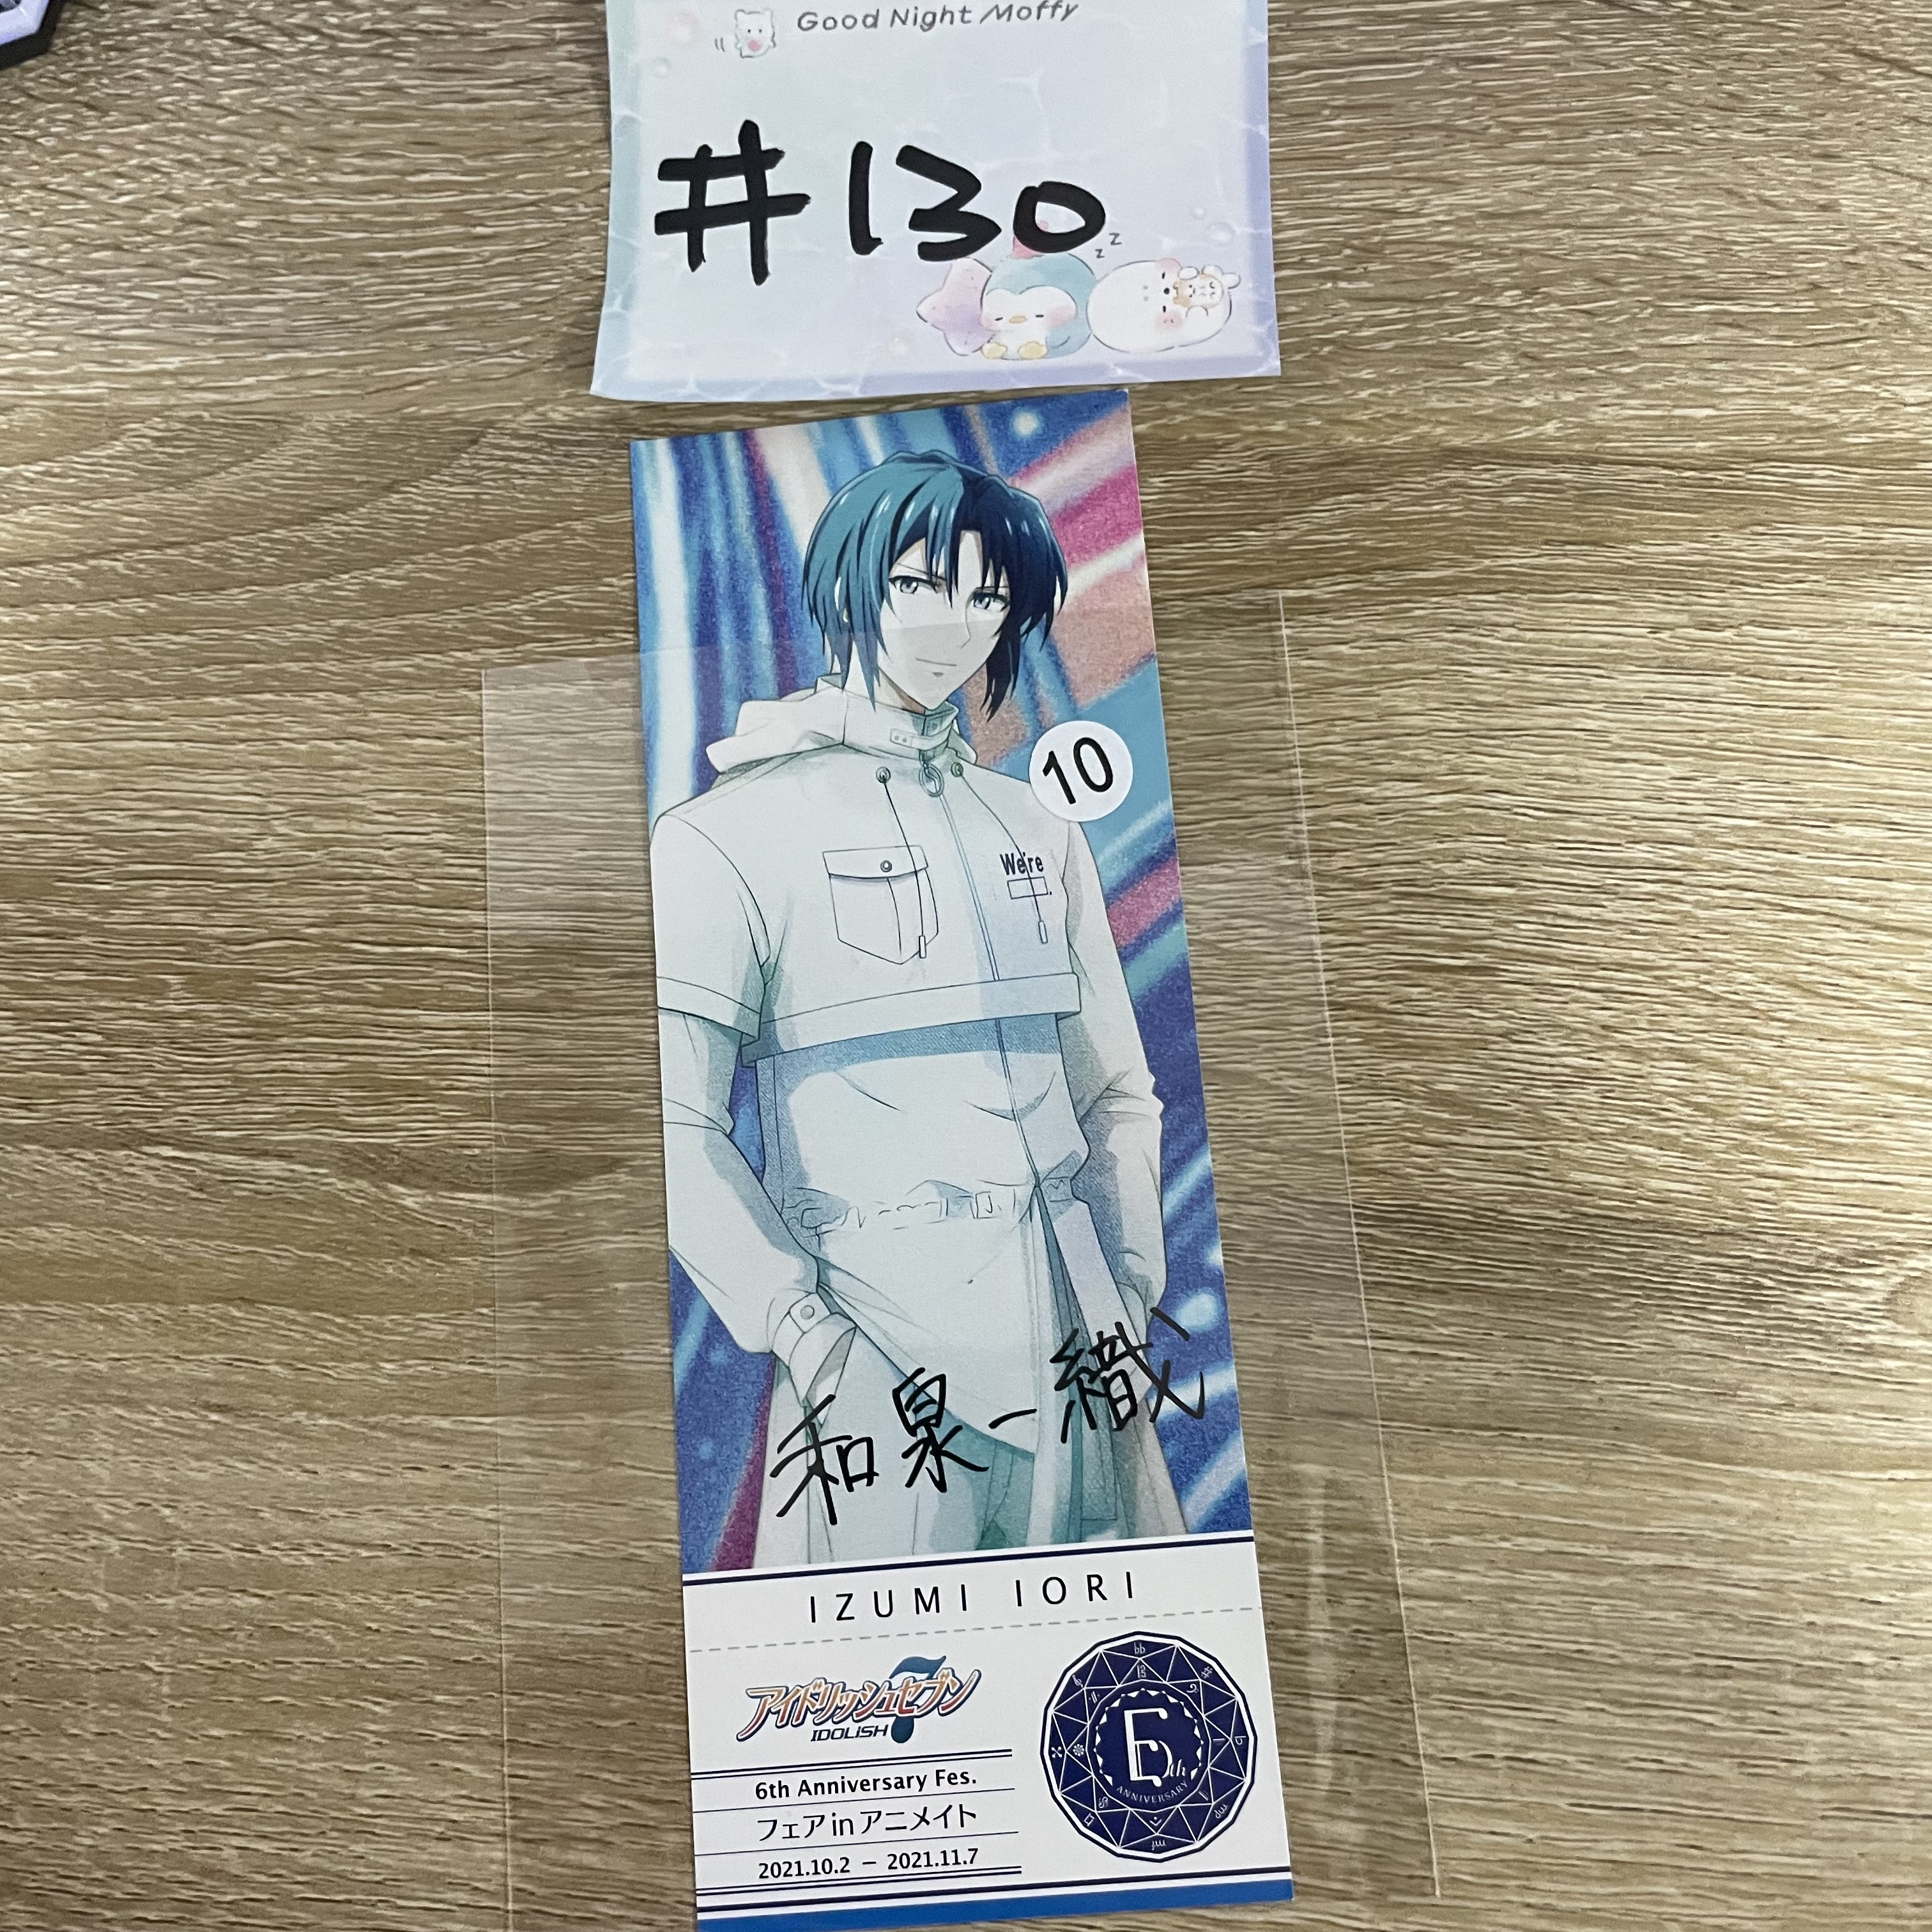 Good Night Moffy
#130
10
We're
和泉一織
IZUMI IORI
アイドリッシュセブン
IDOLiSH7
6th Anniversary Fes.
フェア in アニメイト
2021.10.2 － 2021.11.7
6th
ANNIVERSARY